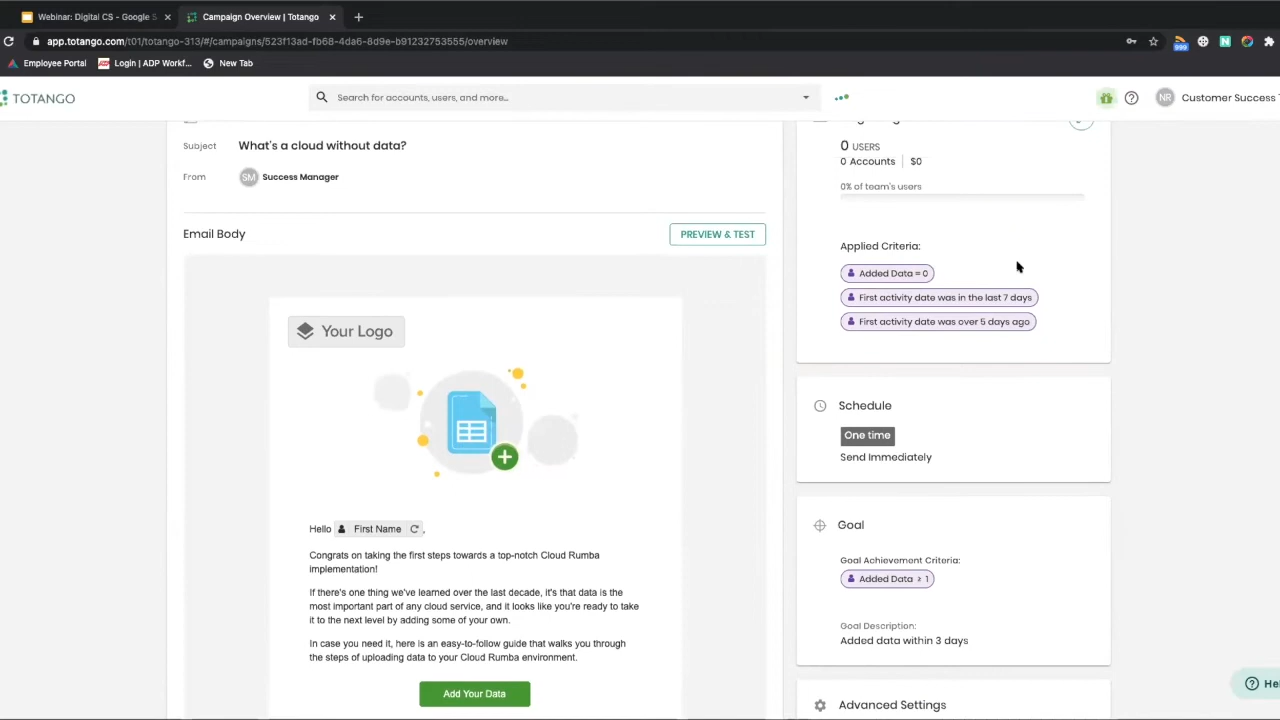 Webinar: Digital CS - Google S
Campaign Overview | Totango
app.totango.com/t01/totango-313/#/campaigns/523f13ad-fb68-4da6-8d9e-b91232753555/overview
999
Employee Portal
Login | ADP Workf...
New Tab
TOTANGO
Search for accounts, users, and more...
NR
Customer Success T
Subject
What's a cloud without data?
From
SM
Success Manager
Email Body
PREVIEW & TEST
Your Logo
Hello First Name ,
Congrats on taking the first steps towards a top-notch Cloud Rumba
implementation!
If there's one thing we've learned over the last decade, it's that data is the
most important part of any cloud service, and it looks like you're ready to take
it to the next level by adding some of your own.
In case you need it, here is an easy-to-follow guide that walks you through
the steps of uploading data to your Cloud Rumba environment.
Add Your Data
0 USERS
0 Accounts | $0
0% of team's users
Applied Criteria:
Added Data = 0
First activity date was in the last 7 days
First activity date was over 5 days ago
Schedule
One time
Send Immediately
Goal
Goal Achievement Criteria:
Added Data ≥ 1
Goal Description:
Added data within 3 days
Advanced Settings
Hel